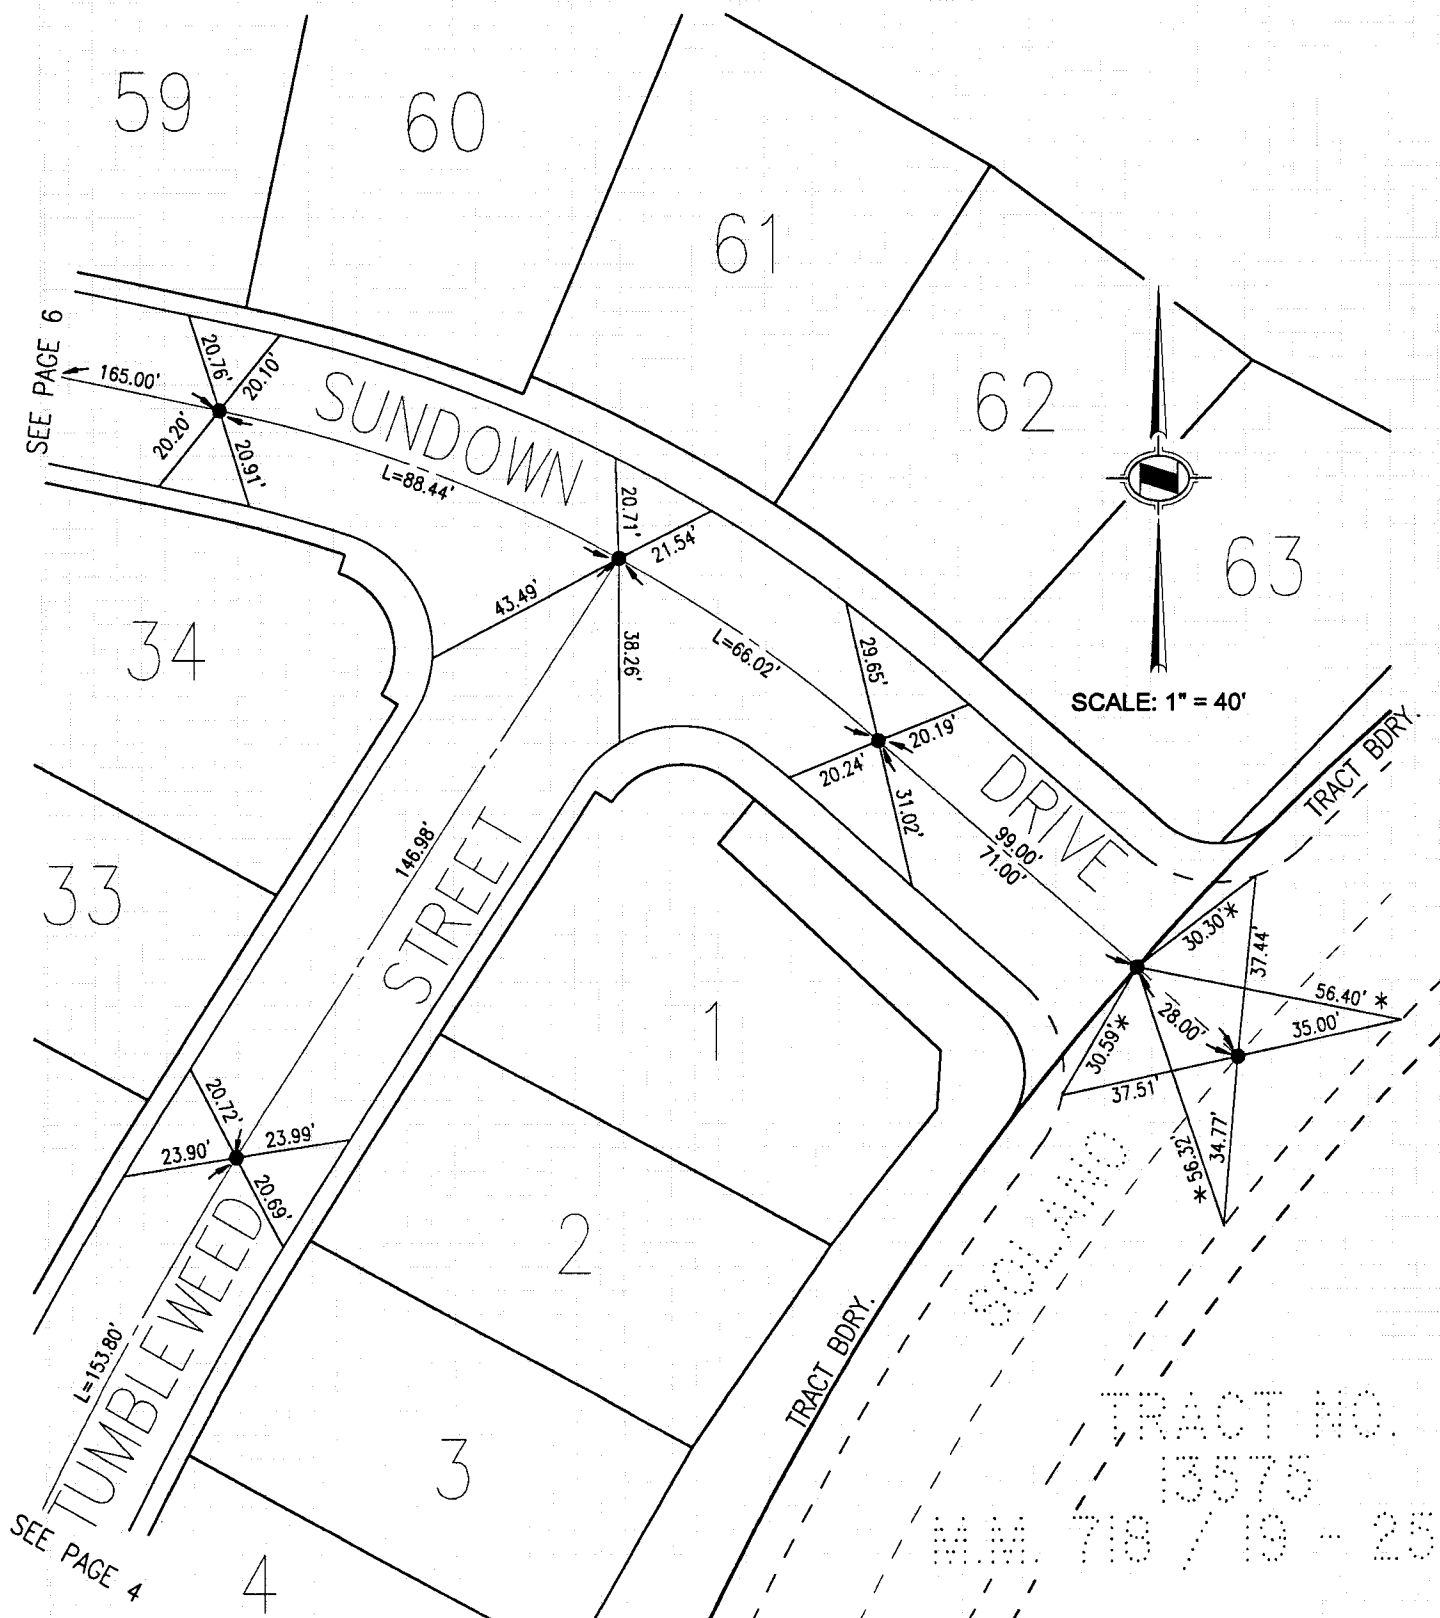 59
60
61
62
63
SEE PAGE 6
165.00'
20.76'
20.10'
20.20'
20.91'
SUNDOWN
L=88.44'
20.71'
21.54'
43.49'
38.26'
L=66.02'
29.65'
20.19'
20.24'
31.02'
DRIVE
99.00'
71.00'
SCALE: 1" = 40'
TRACT BDRY.
34
33
146.98'
STREET
30.30'*
37.44'
56.40' *
35.00'
28.00'
30.59'*
37.51'
34.77'
*56.32'
1
20.72'
23.90'
23.99'
20.69'
2
SOLANO
TUMBLEWEED
L=153.80'
TRACT BDRY.
3
TRACT NO.
13575
M.M. 718 / 19 - 25
SEE PAGE 4
4